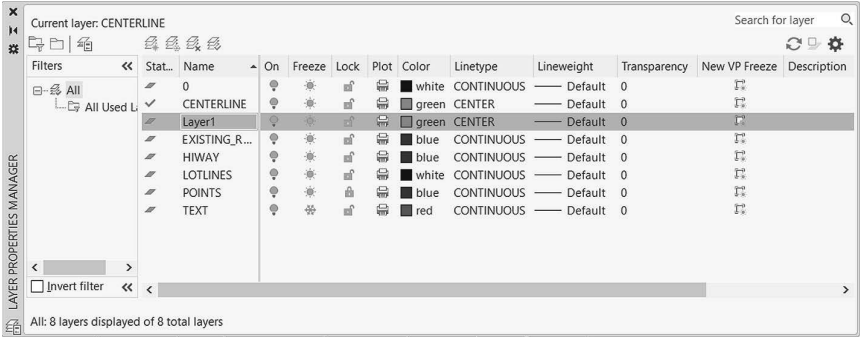 Current layer: CENTERLINE
Search for layer
Filters
Stat... Name On Freeze Lock Plot Color Linetype Lineweight Transparency New VP Freeze Description
All
All Used L
0 white CONTINUOUS Default 0
CENTERLINE green CENTER Default 0
Layer1 green CENTER Default 0
EXISTING_R... blue CONTINUOUS Default 0
HIWAY blue CONTINUOUS Default 0
LOTLINES white CONTINUOUS Default 0
POINTS blue CONTINUOUS Default 0
TEXT red CONTINUOUS Default 0
Invert filter
All: 8 layers displayed of 8 total layers
LAYER PROPERTIES MANAGER